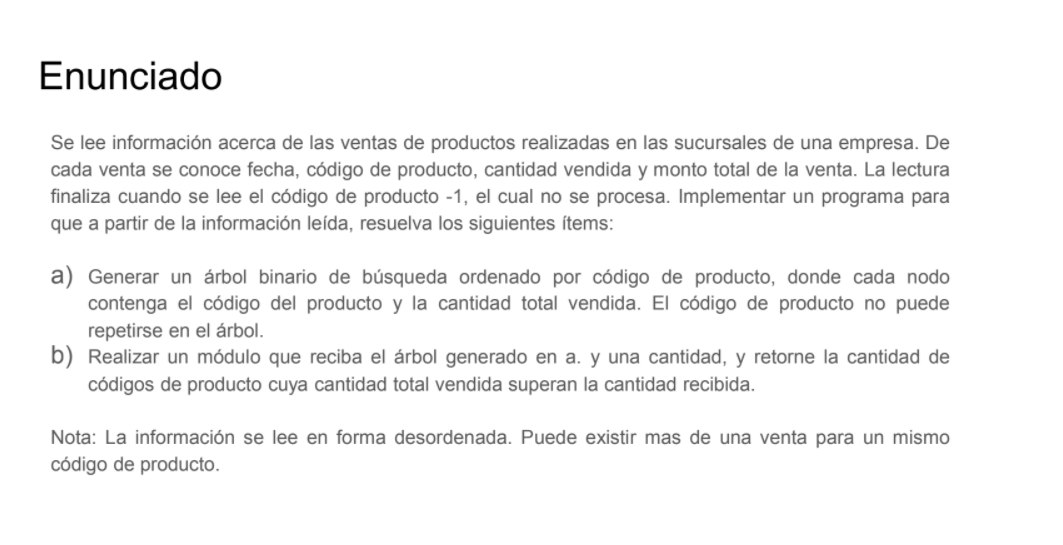 Enunciado
Se lee información acerca de las ventas de productos realizadas en las sucursales de una empresa. De
cada venta se conoce fecha, código de producto, cantidad vendida y monto total de la venta. La lectura
finaliza cuando se lee el código de producto -1, el cual no se procesa. Implementar un programa para
que a partir de la información leída, resuelva los siguientes ítems:
a) Generar un árbol binario de búsqueda ordenado por código de producto, donde cada nodo
contenga el código del producto y la cantidad total vendida. El código de producto no puede
repetirse en el árbol.
b) Realizar un módulo que reciba el árbol generado en a. y una cantidad, y retorne la cantidad de
códigos de producto cuya cantidad total vendida superan la cantidad recibida.
Nota: La información se lee en forma desordenada. Puede existir mas de una venta para un mismo
código de producto.